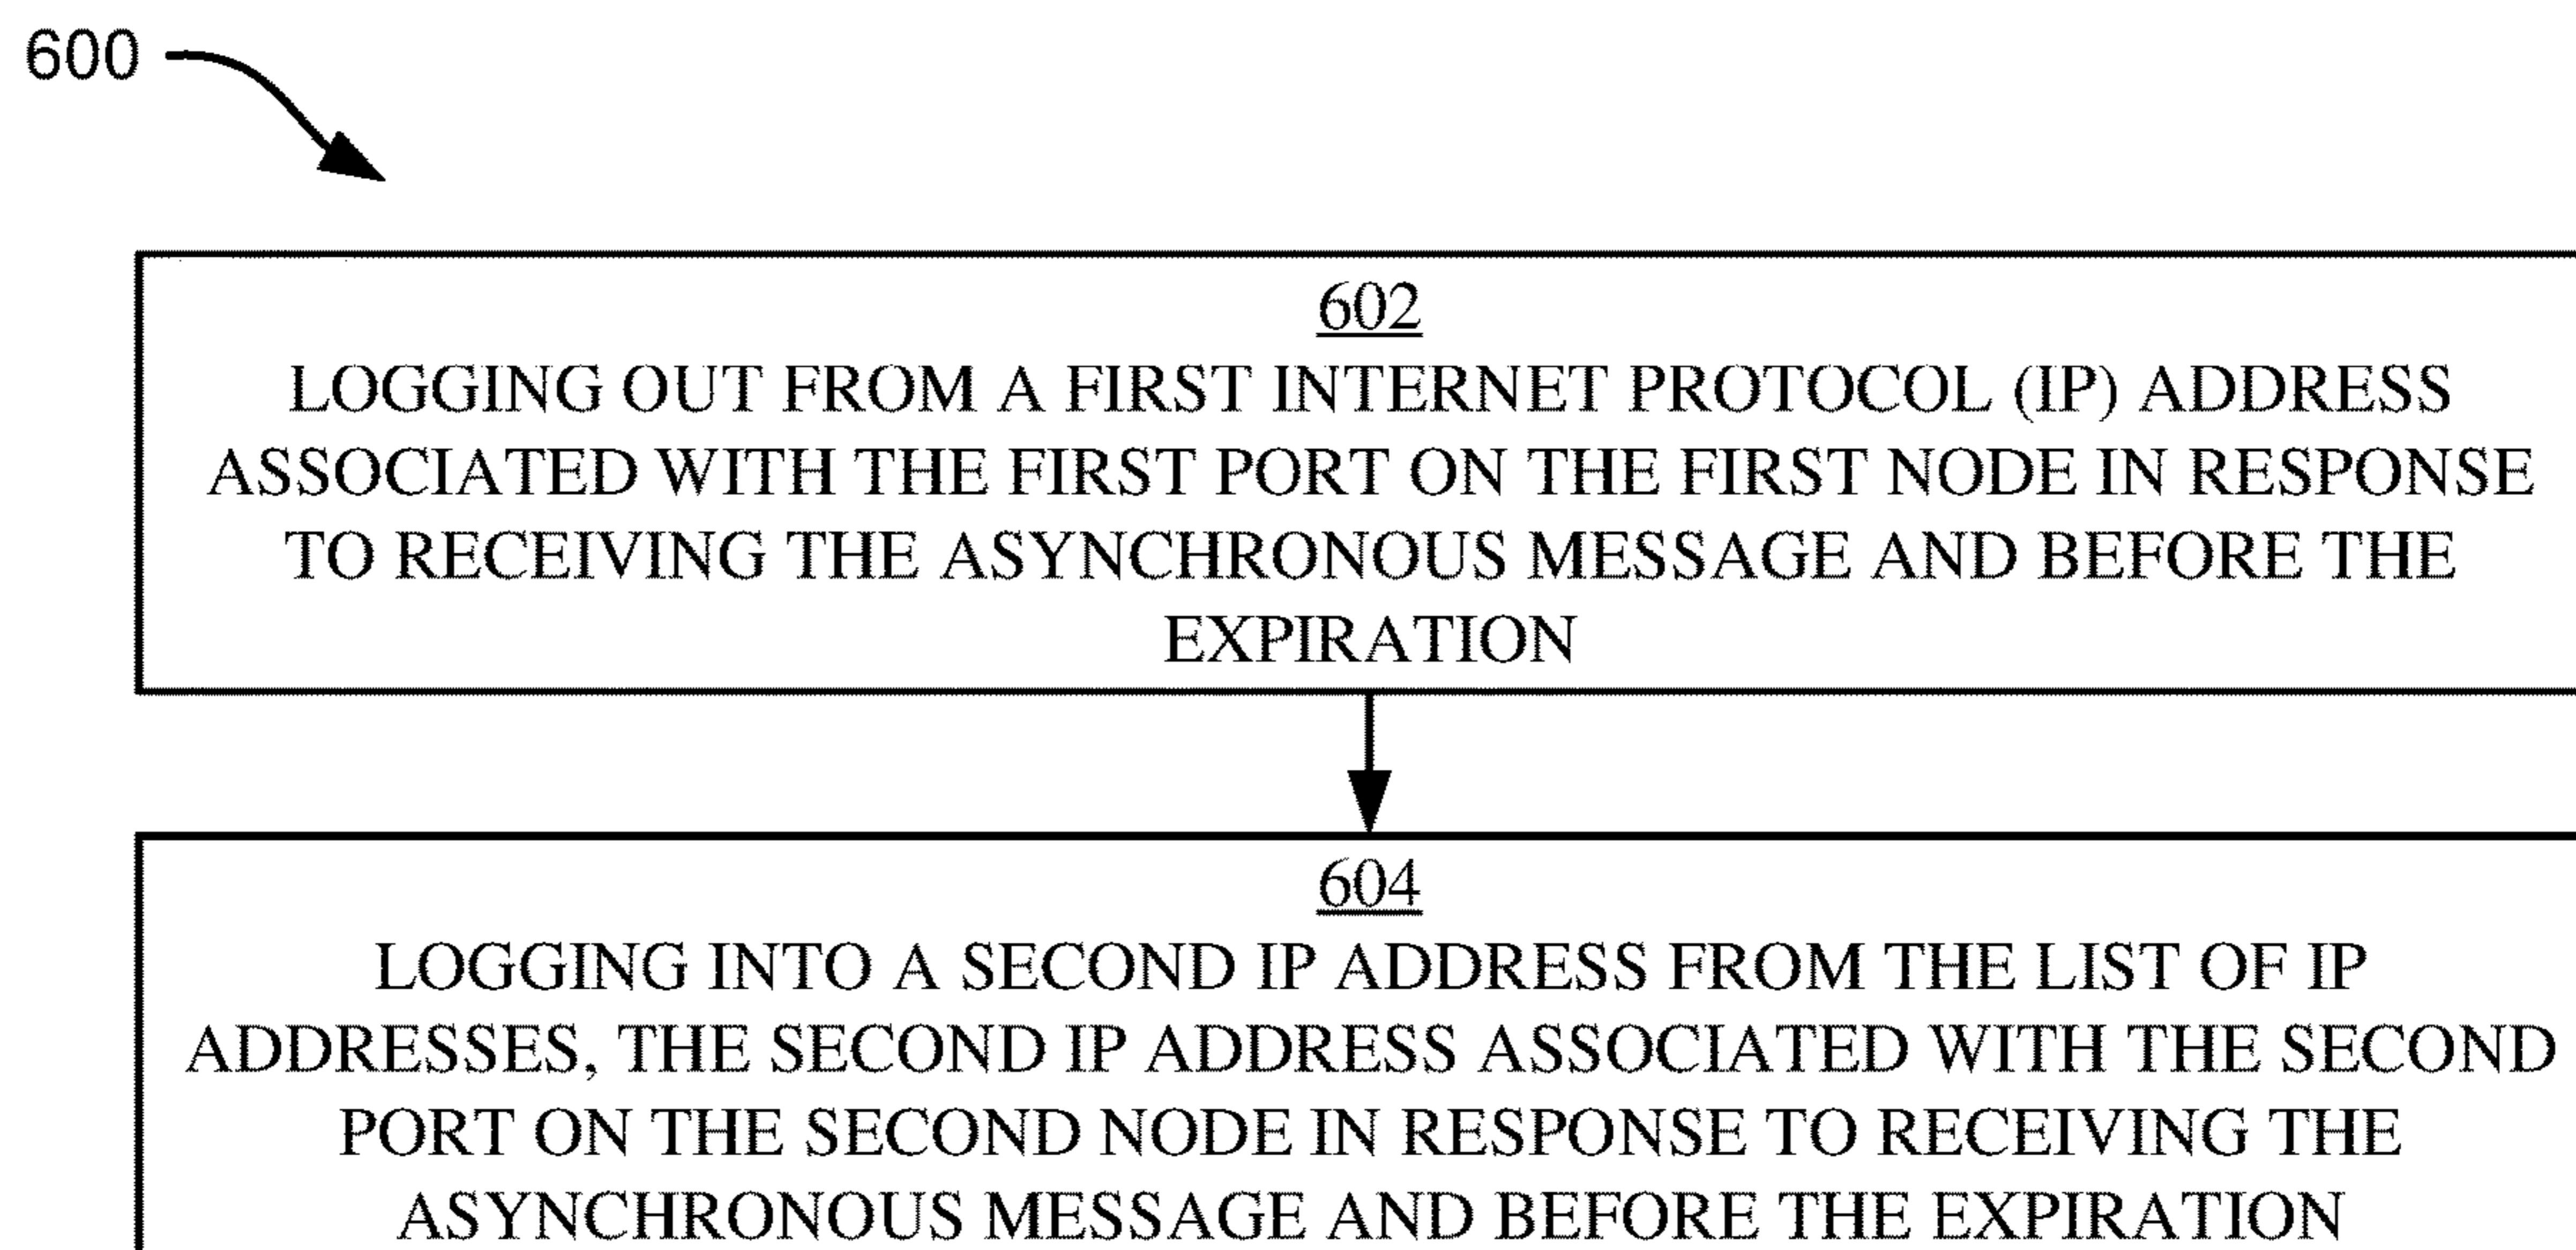 600
602
LOGGING OUT FROM A FIRST INTERNET PROTOCOL (IP) ADDRESS
ASSOCIATED WITH THE FIRST PORT ON THE FIRST NODE IN RESPONSE
TO RECEIVING THE ASYNCHRONOUS MESSAGE AND BEFORE THE
EXPIRATION
604
LOGGING INTO A SECOND IP ADDRESS FROM THE LIST OF IP
ADDRESSES, THE SECOND IP ADDRESS ASSOCIATED WITH THE SECOND
PORT ON THE SECOND NODE IN RESPONSE TO RECEIVING THE
ASYNCHRONOUS MESSAGE AND BEFORE THE EXPIRATION